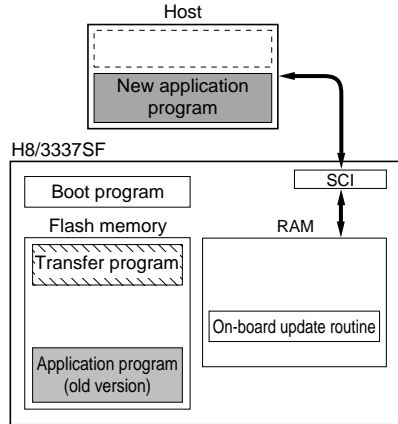 Host
New application
program
H8/3337SF
SCI
Boot program
Flash memory
RAM
Transfer program
On-board update routine
Application program
(old version)